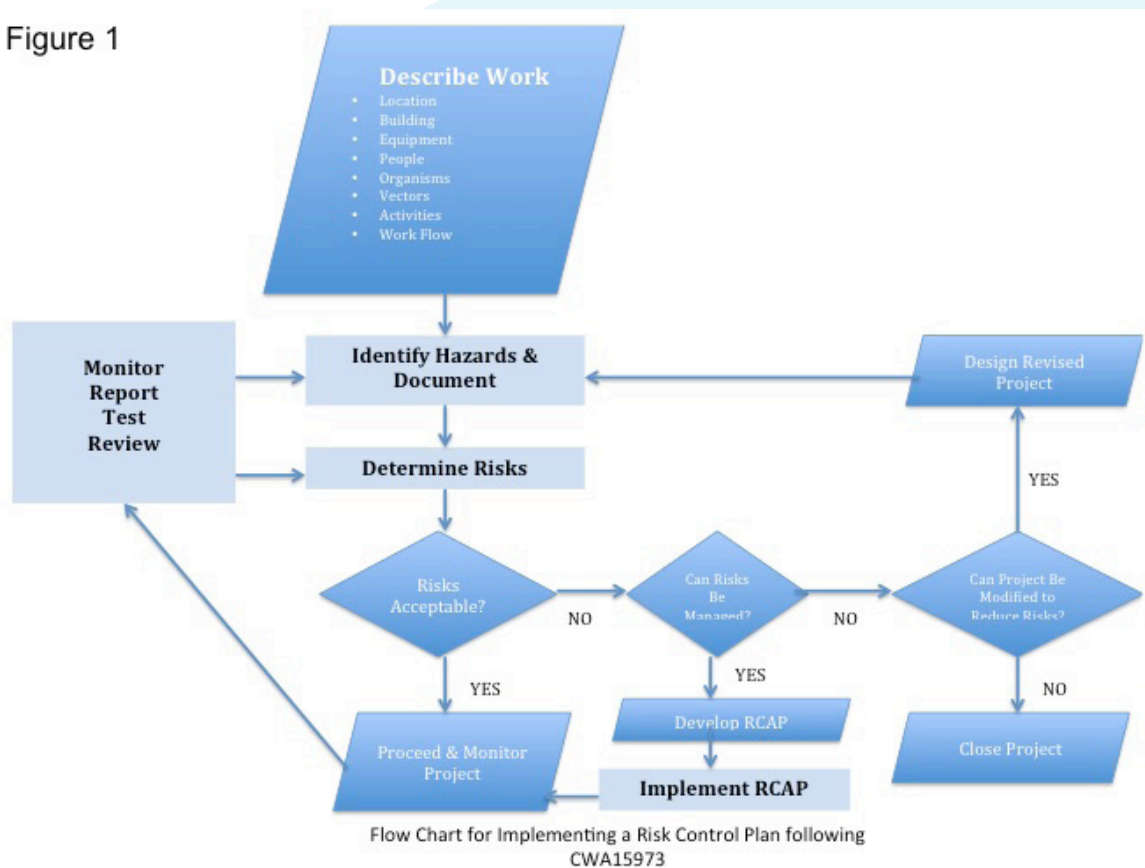 Figure 1
Describe Work
• Location
• Building
• Equipment
• People
• Organisms
• Vectors
• Activities
• Work Flow
Monitor
Report
Test
Review
Identify Hazards &
Document
Design Revised
Project
Determine Risks
YES
Risks
Acceptable?
NO
Can Risks
Be
Managed?
NO
Can Project Be
Modified to
Reduce Risks?
YES
YES
NO
Proceed & Monitor
Project
Develop RCAP
Close Project
Implement RCAP
Flow Chart for Implementing a Risk Control Plan following
CWA15973